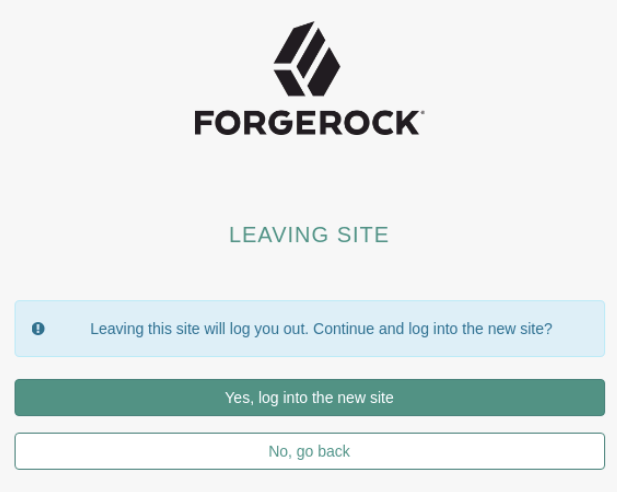 FORGEROCK
LEAVING SITE
Leaving this site will log you out. Continue and log into the new site?
Yes, log into the new site
No, go back